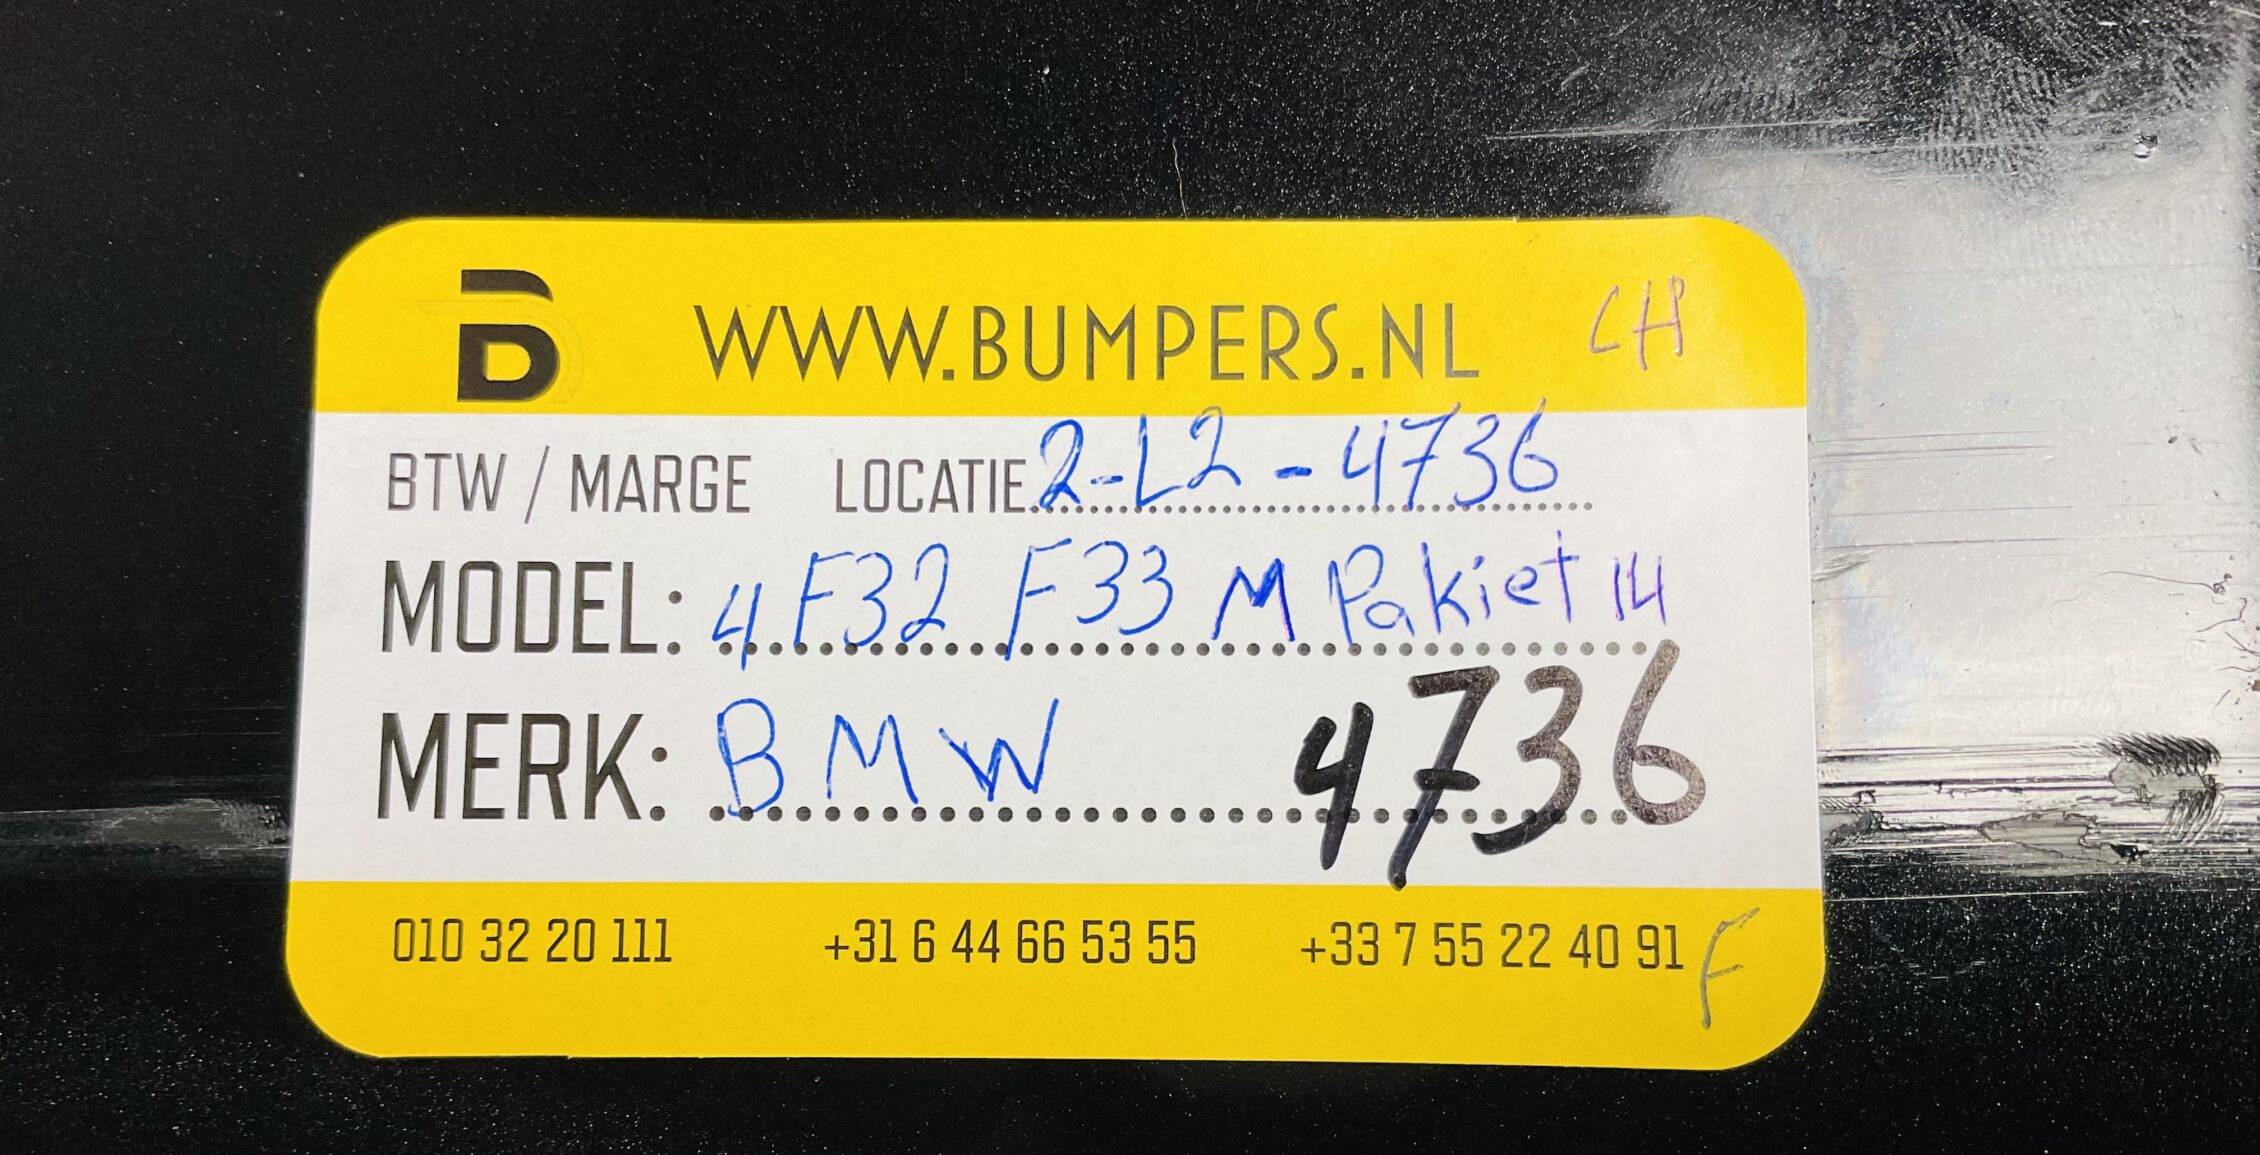 B WWW.BUMPERS.NL CH
BTW / MARGE LOCATIE 2-L2-4736
MODEL: 4 F32 F33 M Pakiet 14
MERK: BMW 4736
010 32 20 111 +31 6 44 66 53 55 +33 7 55 22 40 91 F